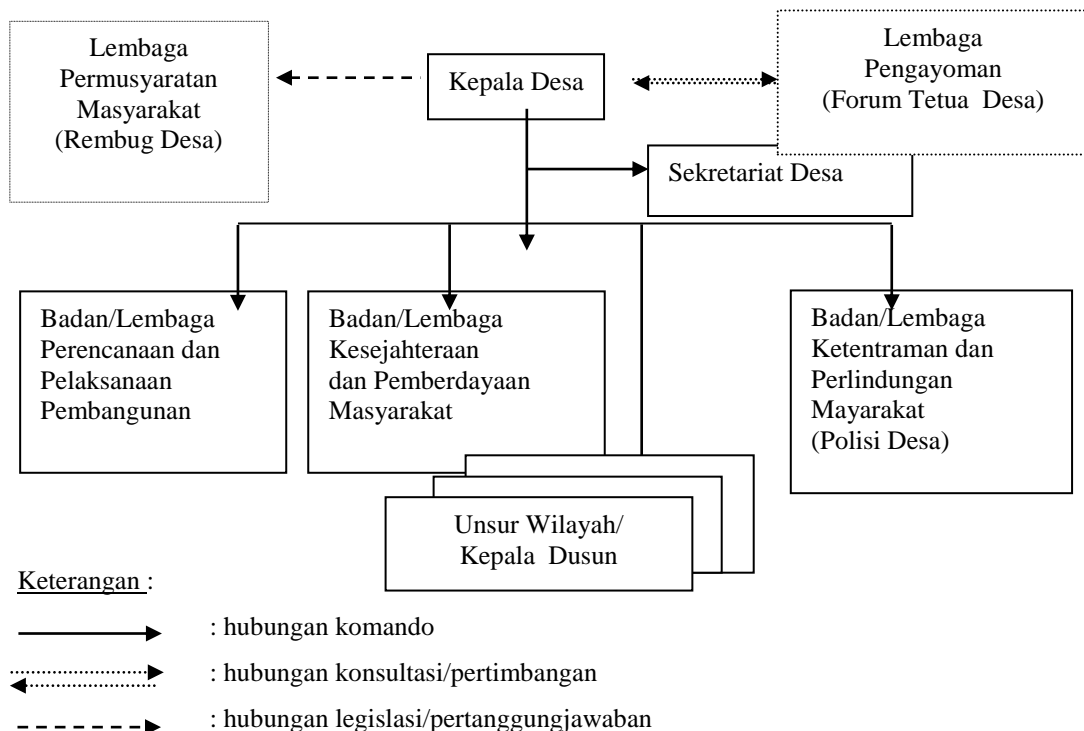 Lembaga
Permusyaratan
Masyarakat
(Rembug Desa)
Kepala Desa
Lembaga
Pengayoman
(Forum Tetua Desa)
Sekretariat Desa
Badan/Lembaga
Perencanaan dan
Pelaksanaan
Pembangunan
Badan/Lembaga
Kesejahteraan
dan Pemberdayaan
Masyarakat
Badan/Lembaga
Ketentraman dan
Perlindungan
Mayarakat
(Polisi Desa)
Unsur Wilayah/
Kepala Dusun
Keterangan :
: hubungan komando
: hubungan konsultasi/pertimbangan
: hubungan legislasi/pertanggungjawaban